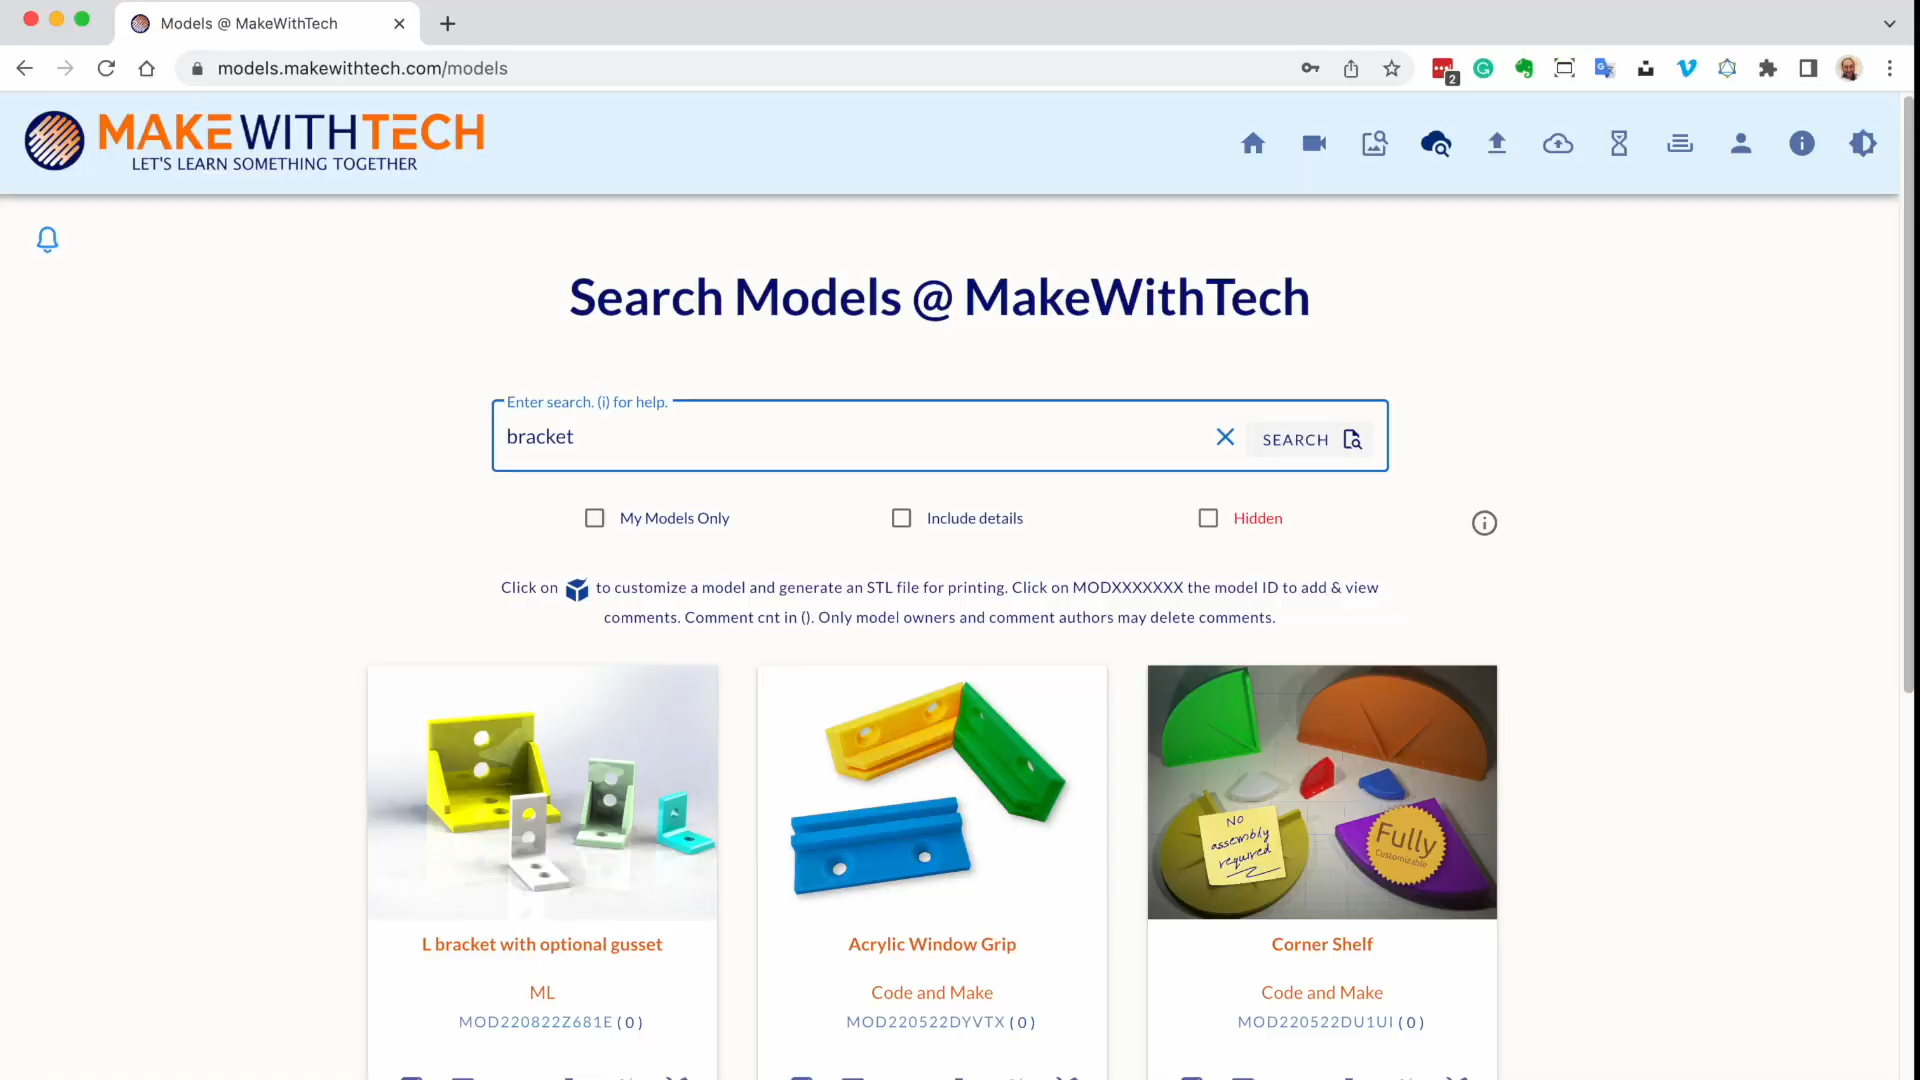 Models @ MakeWithTech
models.makewithtech.com/models
2
MAKEWITHTECH
LET'S LEARN SOMETHING TOGETHER
Search Models @ MakeWithTech
Enter search. (i) for help.
bracket
SEARCH
My Models Only
Include details
Hidden
Click on to customize a model and generate an STL file for printing. Click on MODXXXXXXX the model ID to add & view
comments. Comment cnt in (). Only model owners and comment authors may delete comments.
No
assembly
required
Fully
Customizable
L bracket with optional gusset
Acrylic Window Grip
Corner Shelf
ML
Code and Make
Code and Make
MOD220822Z681E ( 0 )
MOD220522DYVTX ( 0 )
MOD220522DU1UI ( 0 )